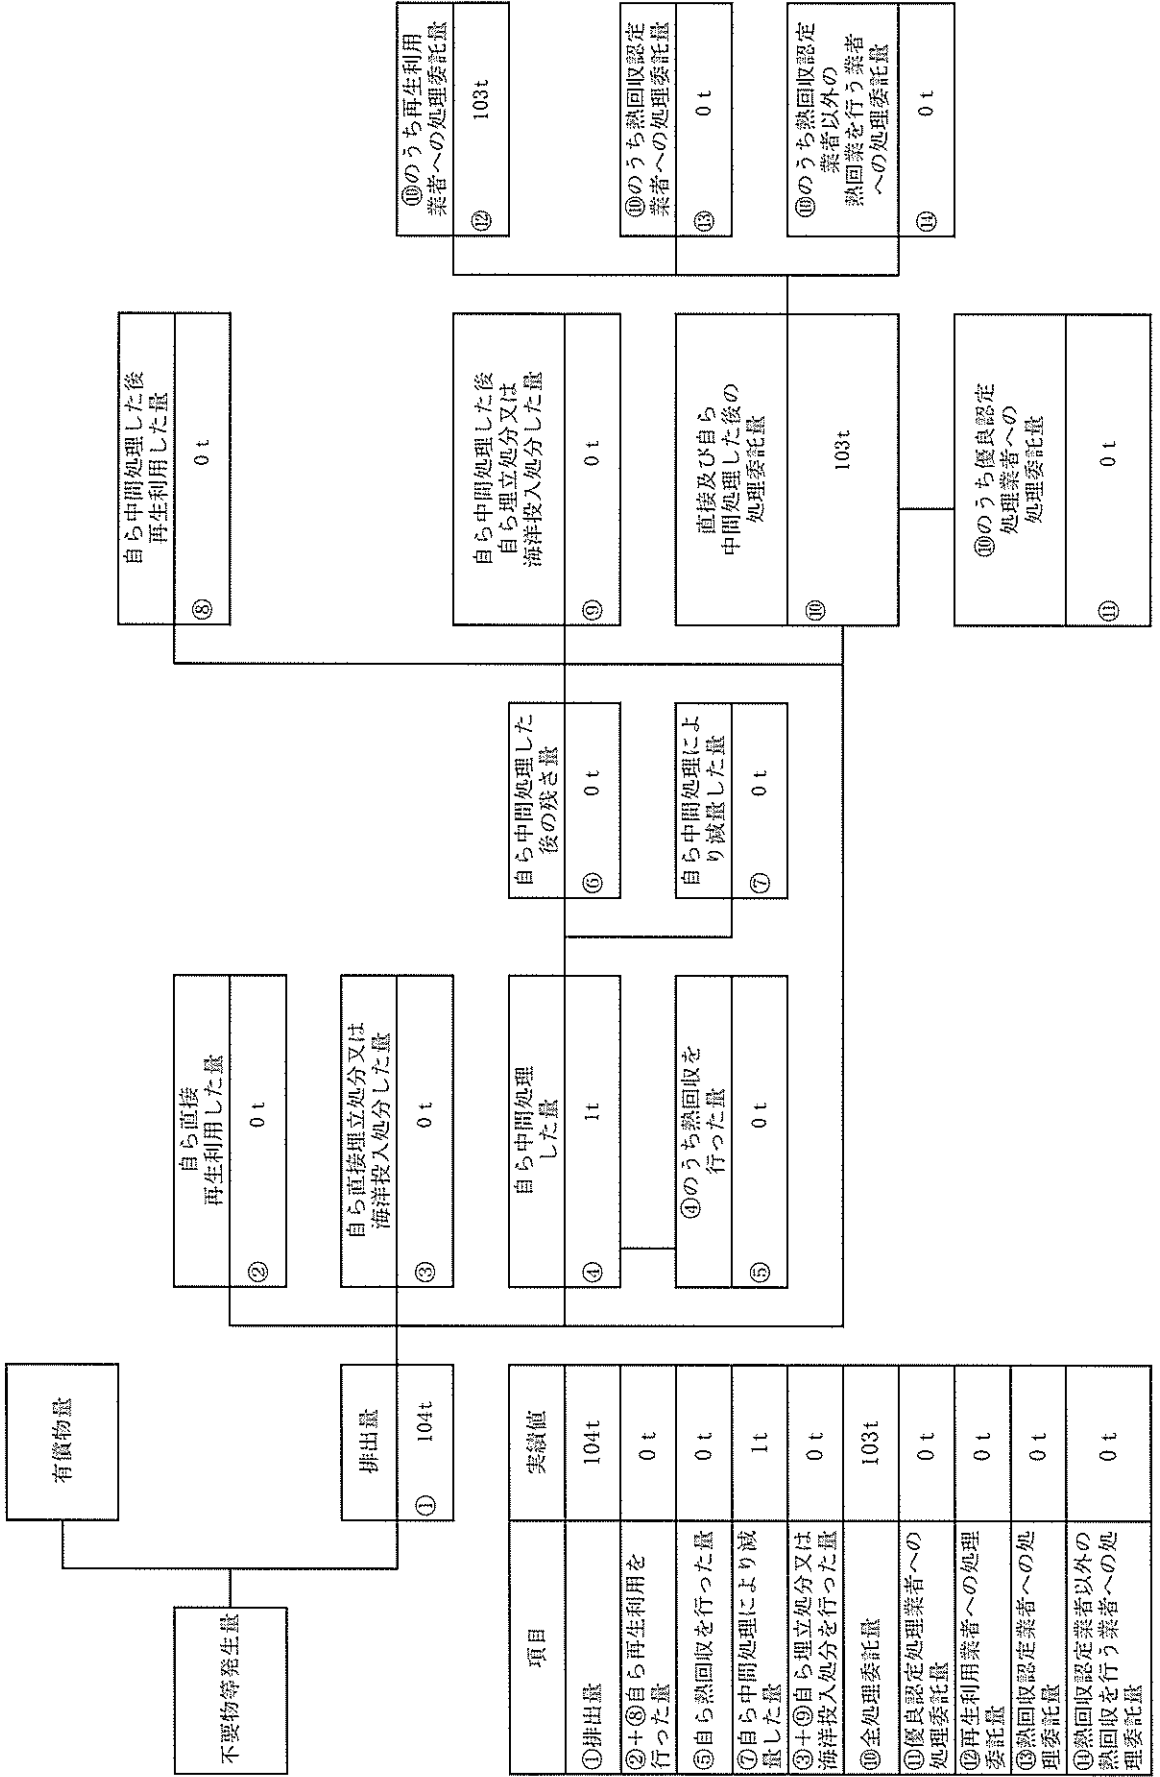 不要物等発生量
有償物量
排出量
① 104t
自ら直接
再生利用した量
② 0 t
自ら直接埋立処分又は
海洋投入処分した量
③ 0 t
自ら中間処理
した量
④ 1t
④のうち熱回収を
行った量
⑤ 0 t
自ら中間処理した
後の残さ量
⑥ 0 t
自ら中間処理によ
り減量した量
⑦ 0 t
自ら中間処理した後
再生利用した量
⑧ 0 t
自ら中間処理した後
自ら埋立処分又は
海洋投入処分した量
⑨ 0 t
直接及び自ら
中間処理した後の
処理委託量
⑩ 103t
⑩のうち優良認定
処理業者への
処理委託量
⑪ 0 t
⑩のうち再生利用
業者への処理委託量
⑫ 103t
⑩のうち熱回収認定
業者への処理委託量
⑬ 0 t
⑩のうち熱回収認定
業者以外の
熱回業を行う業者
への処理委託量
⑭ 0 t
項目 実績値
①排出量 104t
②+⑧自ら再生利用を
行った量 0 t
⑤自ら熱回収を行った量 0 t
⑦自ら中間処理により減
量した量 1t
③+⑨自ら埋立処分又は
海洋投入処分を行った量 0 t
⑩全処理委託量 103t
⑪優良認定処理業者への
処理委託量 0 t
⑫再生利用業者への処理
委託量 0 t
⑬熱回収認定業者への処
理委託量 0 t
⑭熱回収認定業者以外の
熱回収を行う業者への処
理委託量 0 t